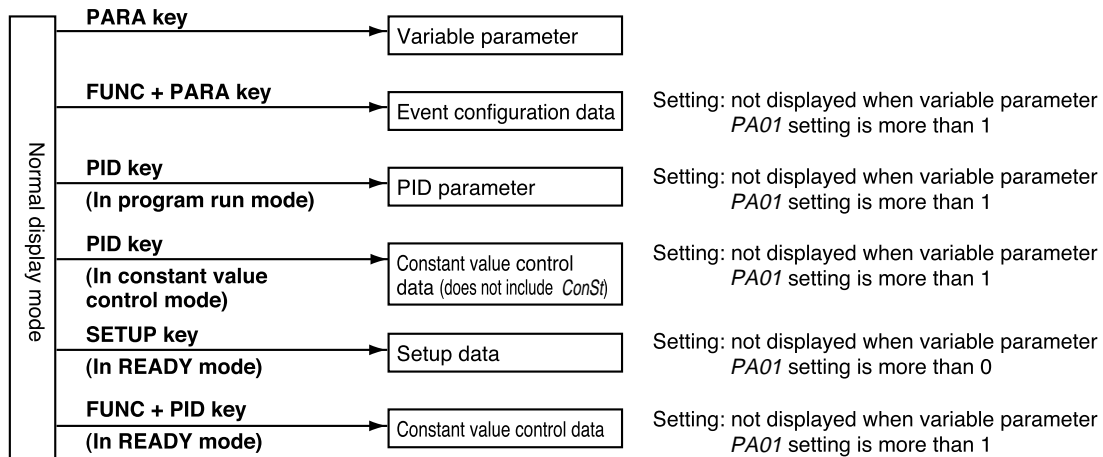 Normal display mode
PARA key
Variable parameter
FUNC + PARA key
Event configuration data
Setting: not displayed when variable parameter
PA01 setting is more than 1
PID key
(In program run mode)
PID parameter
Setting: not displayed when variable parameter
PA01 setting is more than 1
PID key
(In constant value
control mode)
Constant value control
data (does not include ConSt)
Setting: not displayed when variable parameter
PA01 setting is more than 1
SETUP key
(In READY mode)
Setup data
Setting: not displayed when variable parameter
PA01 setting is more than 0
FUNC + PID key
(In READY mode)
Constant value control data
Setting: not displayed when variable parameter
PA01 setting is more than 1